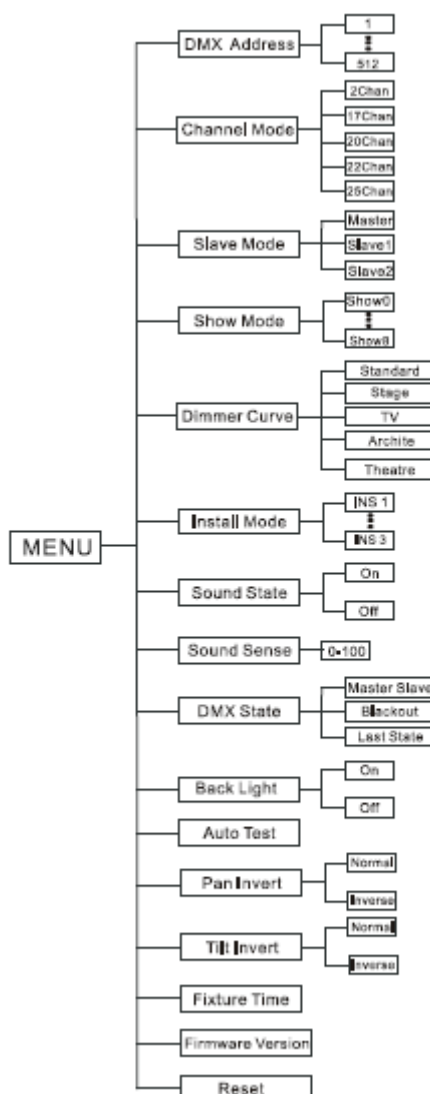 MENU
DMX Address
1
512
Channel Mode
2Chan
17Chan
20Chan
22Chan
25Chan
Slave Mode
Master
Slave1
Slave2
Show Mode
Show0
Show8
Dimmer Curve
Standard
Stage
TV
Archite
Theatre
Install Mode
INS 1
INS 3
Sound State
On
Off
Sound Sense
0-100
DMX State
Master Slave
Blackout
Last State
Back Light
On
Off
Auto Test
Pan Invert
Normal
Inverse
Tilt Invert
Normal
Inverse
Fixture Time
Firmware Version
Reset